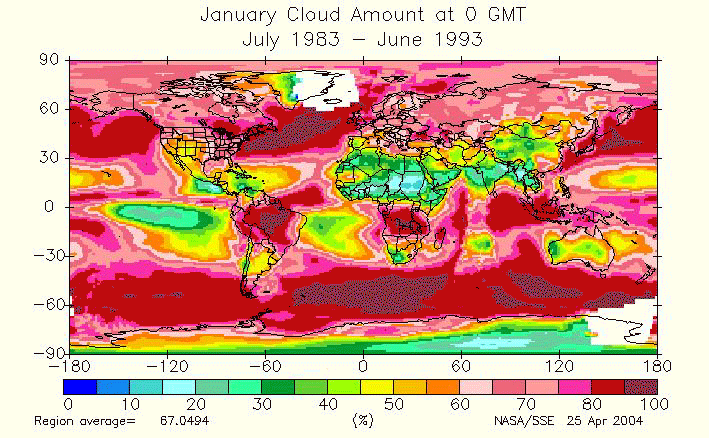 January Cloud Amount at 0 GMT
July 1983 – June 1993
90
60
30
0
−30
−60
−90
−180 −120 −60 0 60 120 180
0 10 20 30 40 50 60 70 80 100
Region average= 67.0494 (%) NASA/SSE 25 Apr 2004